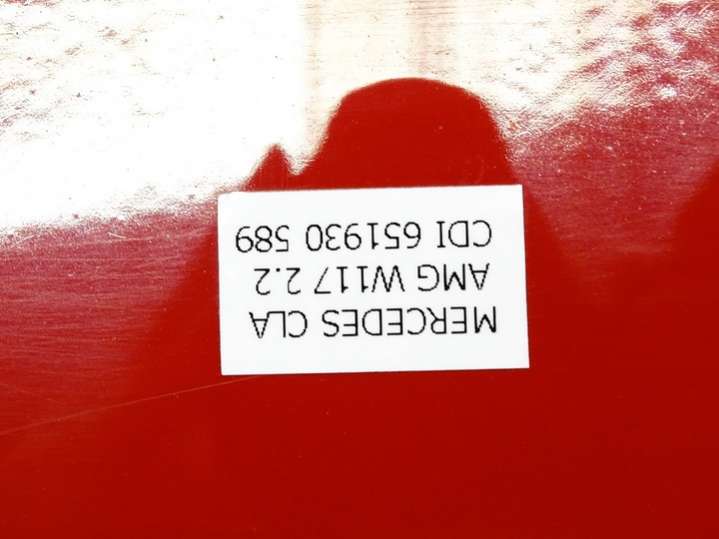 MERCEDES CLA
AMG W117 2.2
CDI 651930 589